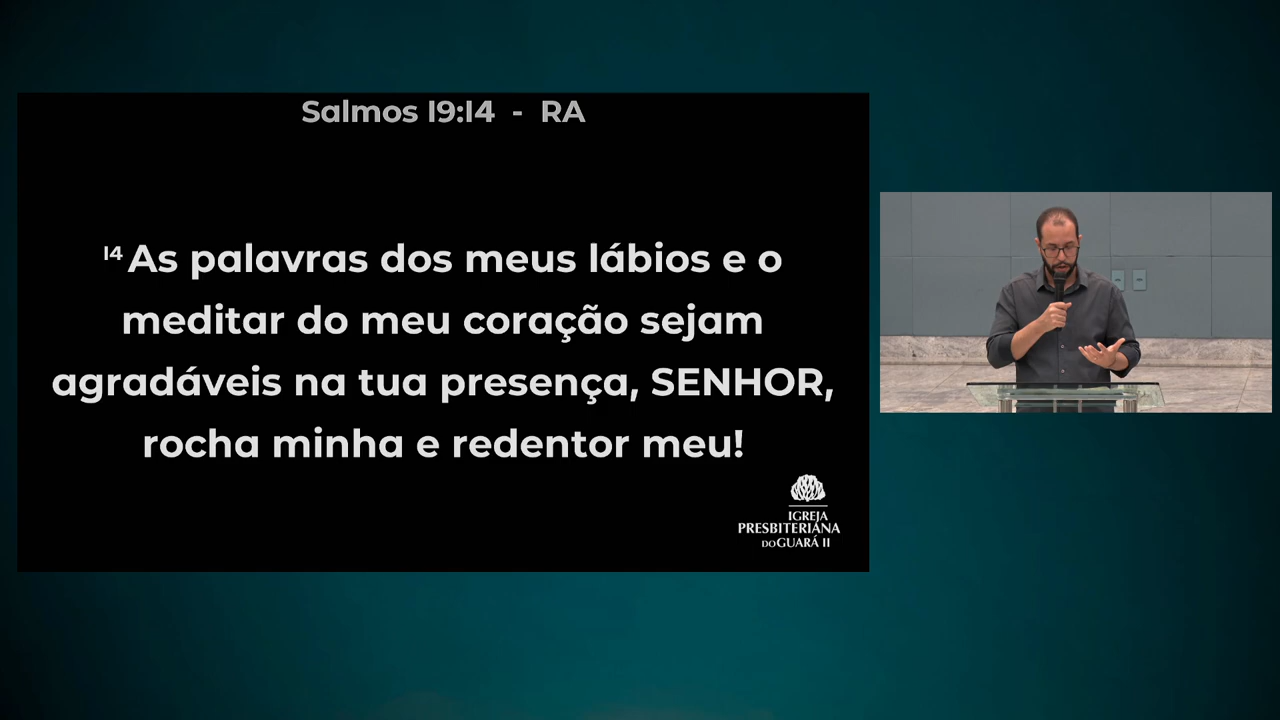 Salmos 19:14 - RA
14 As palavras dos meus lábios e o
meditar do meu coração sejam
agradáveis na tua presença, SENHOR,
rocha minha e redentor meu!
IGREJA
PRESBITERIANA
DO GUARÁ II